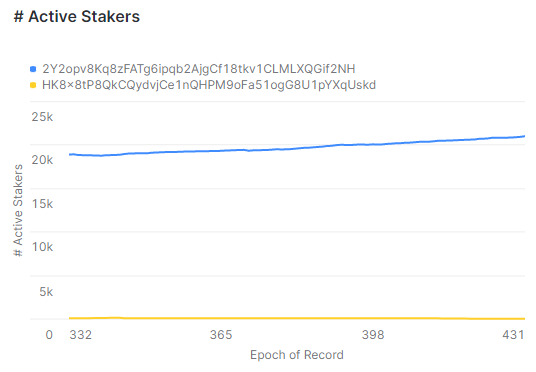 # Active Stakers
2Y2opv8Kq8zFATg6ipqb2AjgCf18tkv1CLMLXQGif2NH
HK8×8tP8QkCQydvjCe1nQHPM9oFa51ogG8U1pYXqUskd
25k
20k
15k
10k
5k
0
# Active Stakers
332
365
398
431
Epoch of Record